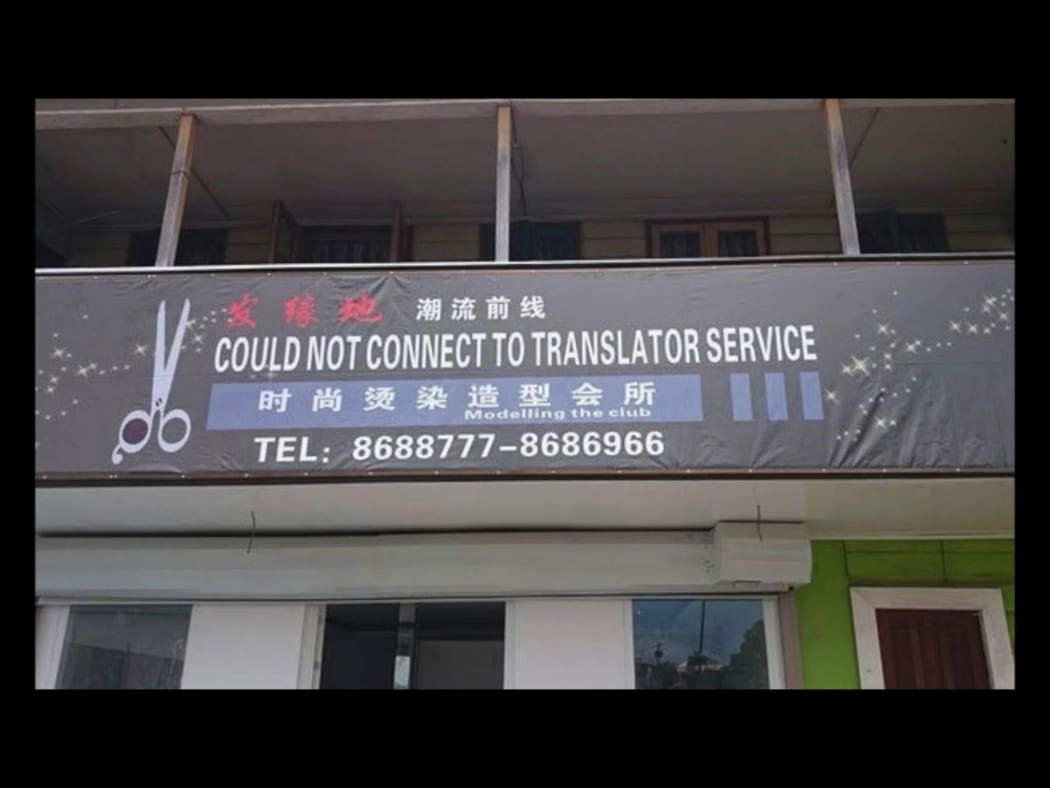 发缘地 潮流前线
COULD NOT CONNECT TO TRANSLATOR SERVICE
时尚烫染造型会所
Modelling the club
TEL: 8688777-8686966